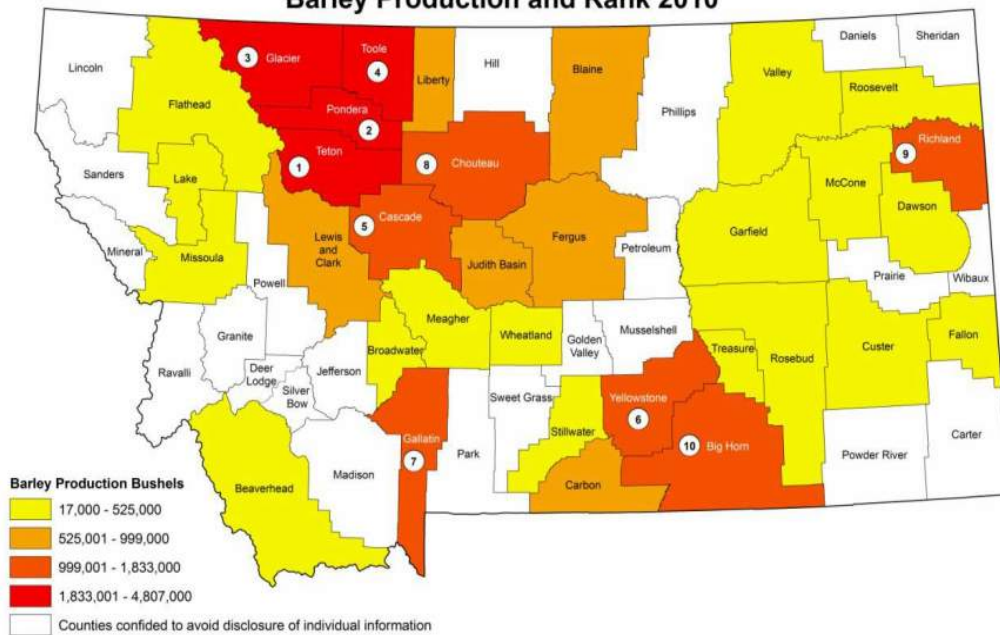 Barley Production and Rank 2010
Daniels
Sheridan
Lincoln
3
Glacier
Toole
4
Liberty
Hill
Blaine
Phillips
Valley
Roosevelt
Flathead
Pondera
2
Richland
9
Teton
1
8
Chouteau
Sanders
Lake
McCone
Dawson
Cascade
5
Lewis
and
Clark
Fergus
Garfield
Mineral
Missoula
Judith Basin
Petroleum
Prairie
Wibaux
Powell
Meagher
Wheatland
Golden
Valley
Musselshell
Treasure
Rosebud
Custer
Fallon
Granite
Broadwater
Jefferson
Deer
Lodge
Silver
Bow
Ravalli
Sweet Grass
Yellowstone
6
Stillwater
Gallatin
7
Park
10
Big Horn
Carter
Powder River
Madison
Beaverhead
Carbon
Barley Production Bushels
17,000 - 525,000
525,001 - 999,000
999,001 - 1,833,000
1,833,001 - 4,807,000
Counties confided to avoid disclosure of individual information